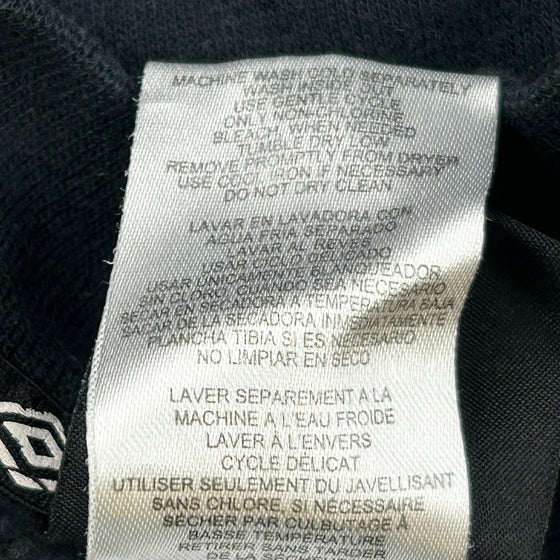 MACHINE WASH COLD SEPARATELY
WASH INSIDE OUT
USE GENTLE CYCLE
ONLY NON-CHLORINE
BLEACH, WHEN NEEDED
TUMBLE DRY LOW
REMOVE PROMPTLY FROM DRYER
USE COOL IRON IF NECESSARY
DO NOT DRY CLEAN
LAVAR EN LAVADORA CON
AGUA FRIA SEPARADO
LAVAR AL REVES
USAR CICLO DELICADO
USAR UNICAMENTE BLANQUEADOR
SIN CLORO, CUANDO SEA NECESARIO
SECAR EN SECADORA A TEMPERATURA BAJA
SACAR DE LA SECADORA INMEDIATAMENTE
PLANCHA TIBIA SI ES NECESARIO
NO LIMPIAR EN SECO
LAVER SEPAREMENT A LA
MACHINE A L'EAU FROIDE
LAVER À L'ENVERS
CYCLE DÉLICAT
UTILISER SEULEMENT DU JAVELLISANT
SANS CHLORE, SI NÉCESSAIRE
SÉCHER PAR CULBUTAGE À
BASSE TEMPÉRATURE
RETIRER SANS TARDER